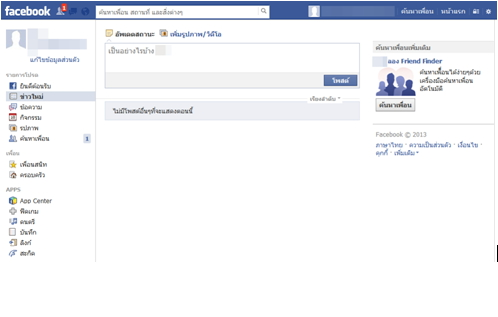 facebook
1
ค้นหาเพื่อน สถานที่ และสิ่งต่างๆ
ค้นหาเพื่อน
หน้าแรก
แก้ไขข้อมูลส่วนตัว
รายการโปรด
ยินดีต้อนรับ
ข่าวใหม่
ข้อความ
กิจกรรม
รูปภาพ
ค้นหาเพื่อน 1
เพื่อน
เพื่อนสนิท
ครอบครัว
APPS
App Center
ฟีดเกม
ดนตรี
บันทึก
ลิงก์
สะกิด
อัพเดตสถานะ: เพิ่มรูปภาพ/วิดีโอ
เป็นอย่างไรบ้าง
โพสต์
เรียงลำดับ
ไม่มีโพสต์อื่นๆที่จะแสดงตอนนี้
ค้นหาเพื่อนเพิ่มเติม
ลอง Friend Finder
ค้นหาเพื่อนได้ง่ายๆด้วย
เครื่องมือค้นหาเพื่อน
อัตโนมัติ
ค้นหาเพื่อน
Facebook © 2013
ภาษาไทย · ความเป็นส่วนตัว · เงื่อนไข ·
คุกกี้ · เพิ่มเติม